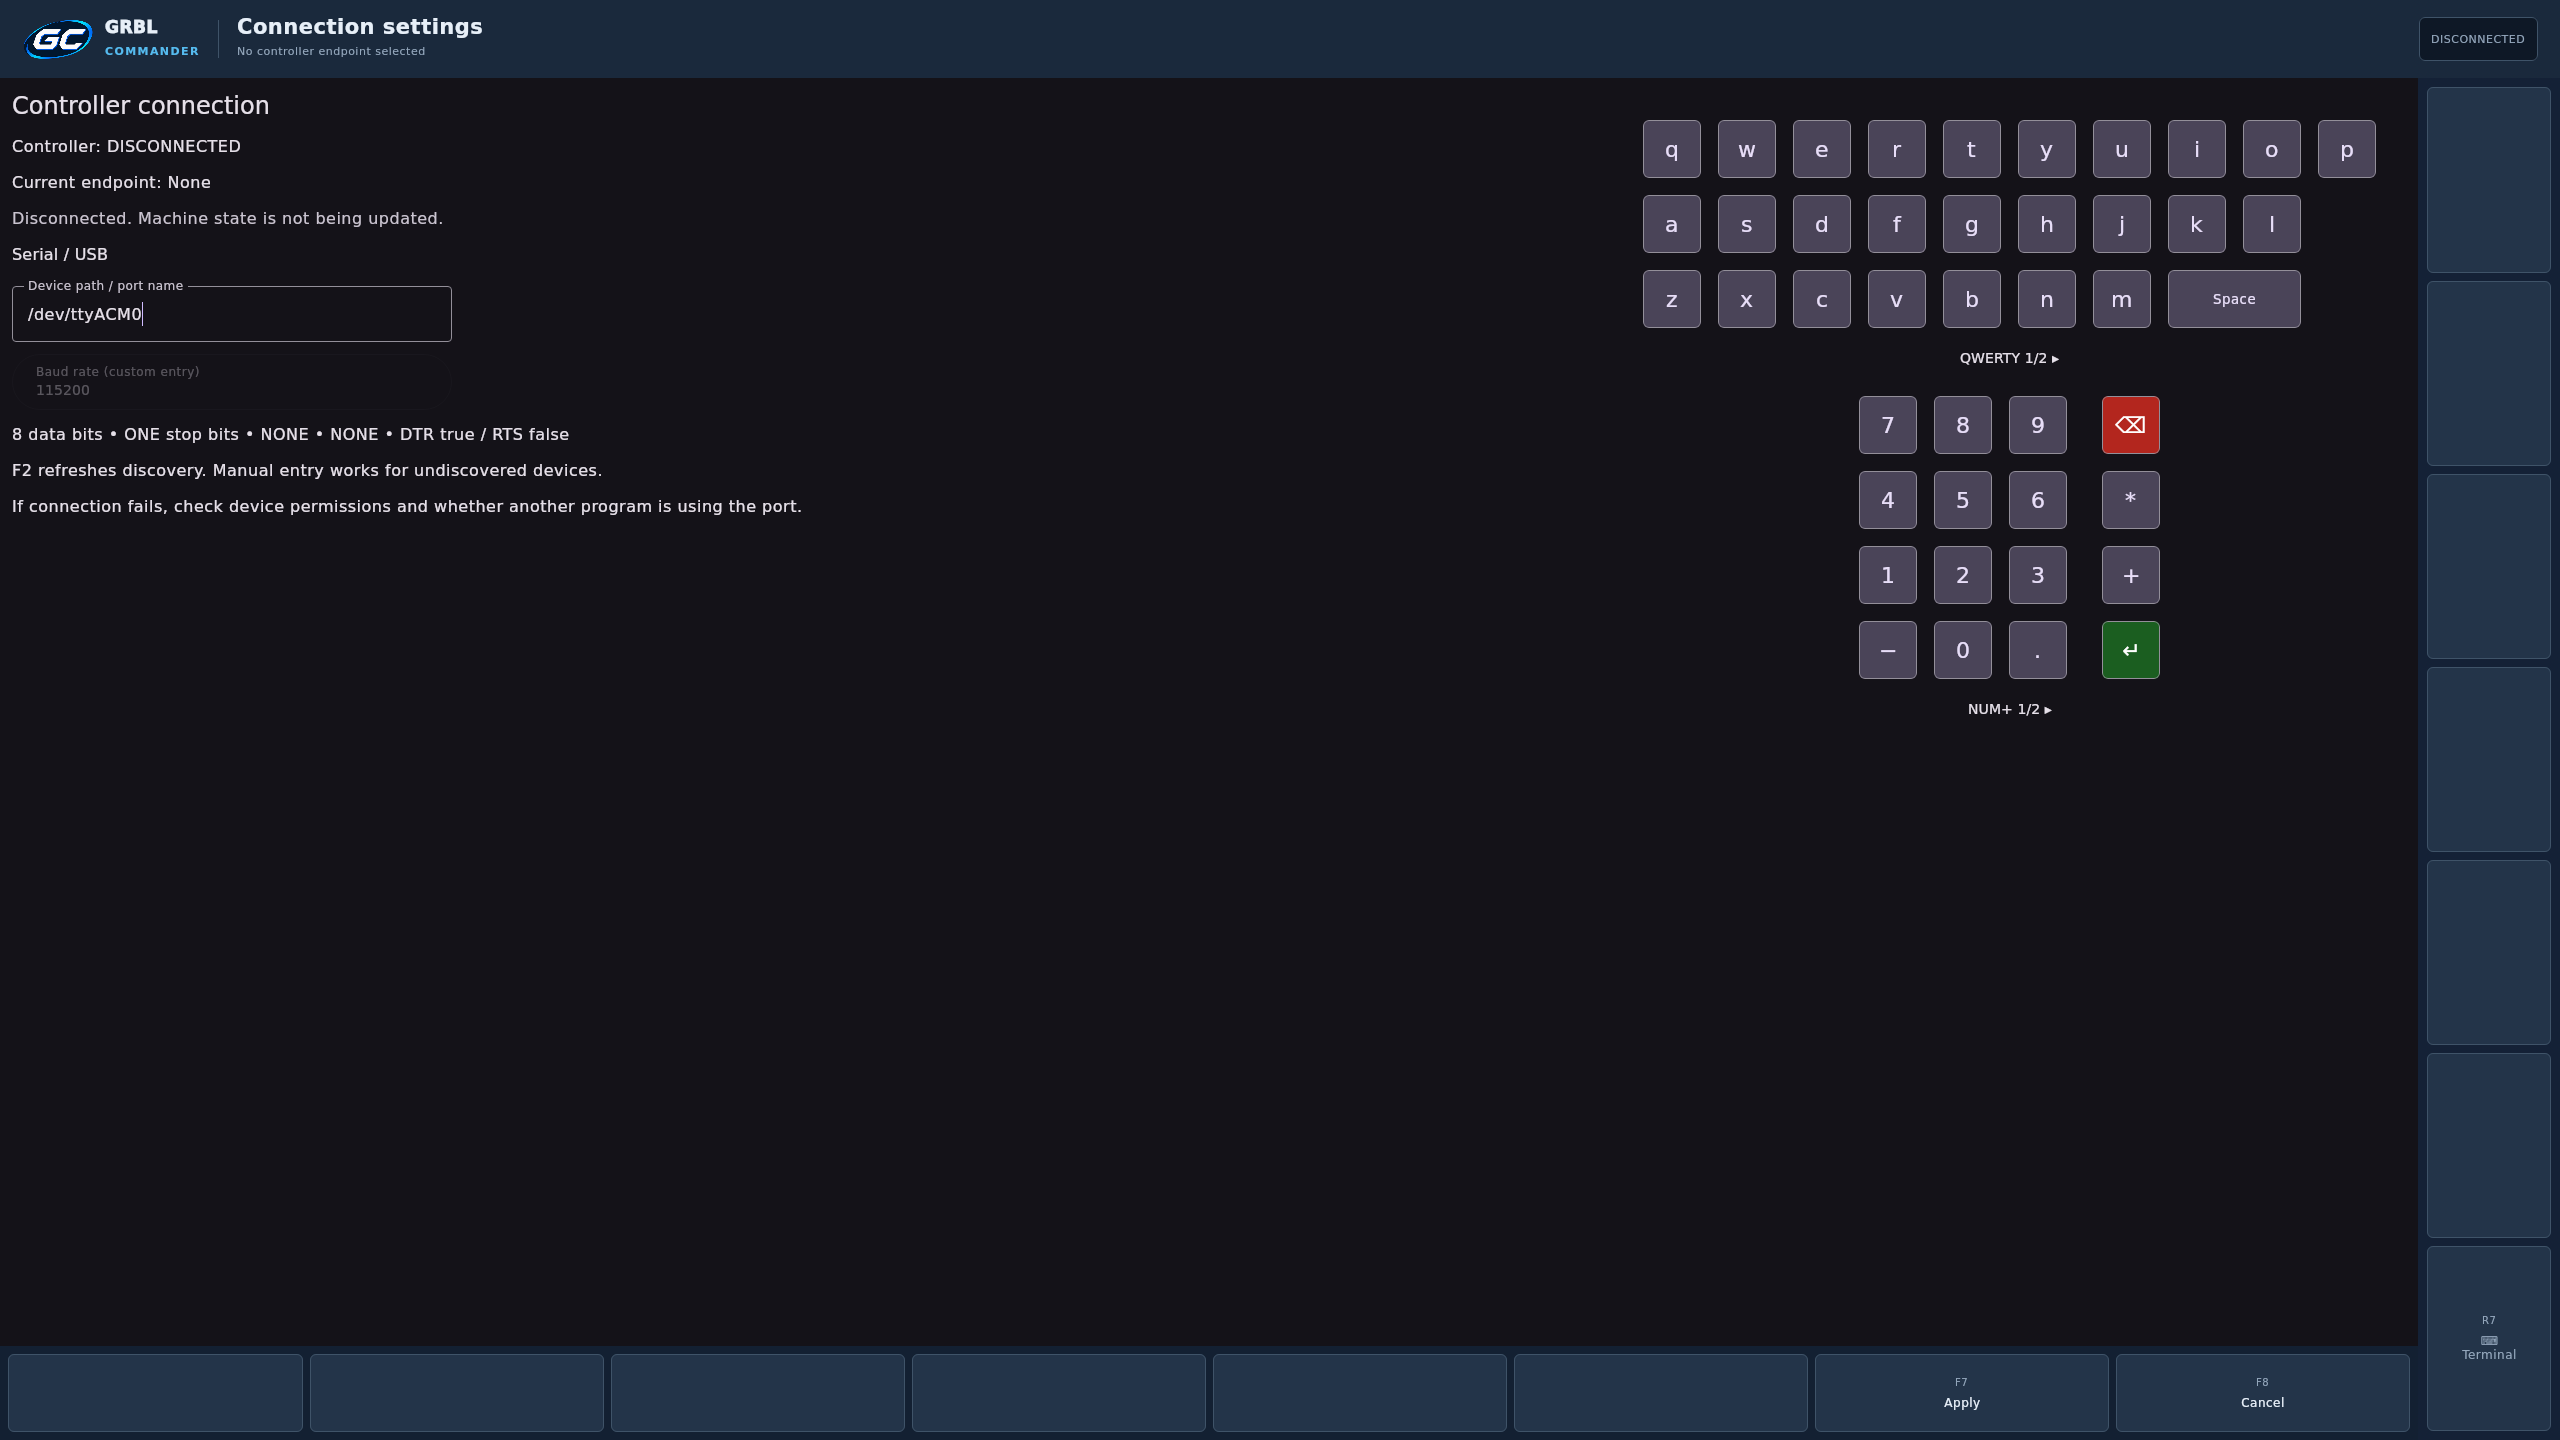 GC
GRBL
COMMANDER
Connection settings
No controller endpoint selected
DISCONNECTED
Controller connection
Controller: DISCONNECTED
Current endpoint: None
Disconnected. Machine state is not being updated.
Serial / USB
Device path / port name
/dev/ttyACM0
Baud rate (custom entry)
115200
8 data bits • ONE stop bits • NONE • NONE • DTR true / RTS false
F2 refreshes discovery. Manual entry works for undiscovered devices.
If connection fails, check device permissions and whether another program is using the port.
q w e r t y u i o p
a s d f g h j k l
z x c v b n m Space
QWERTY 1/2 ▸
7 8 9 ⌫
4 5 6 *
1 2 3 +
− 0 . ↵
NUM+ 1/2 ▸
R7
⌨
Terminal
F7
Apply
F8
Cancel